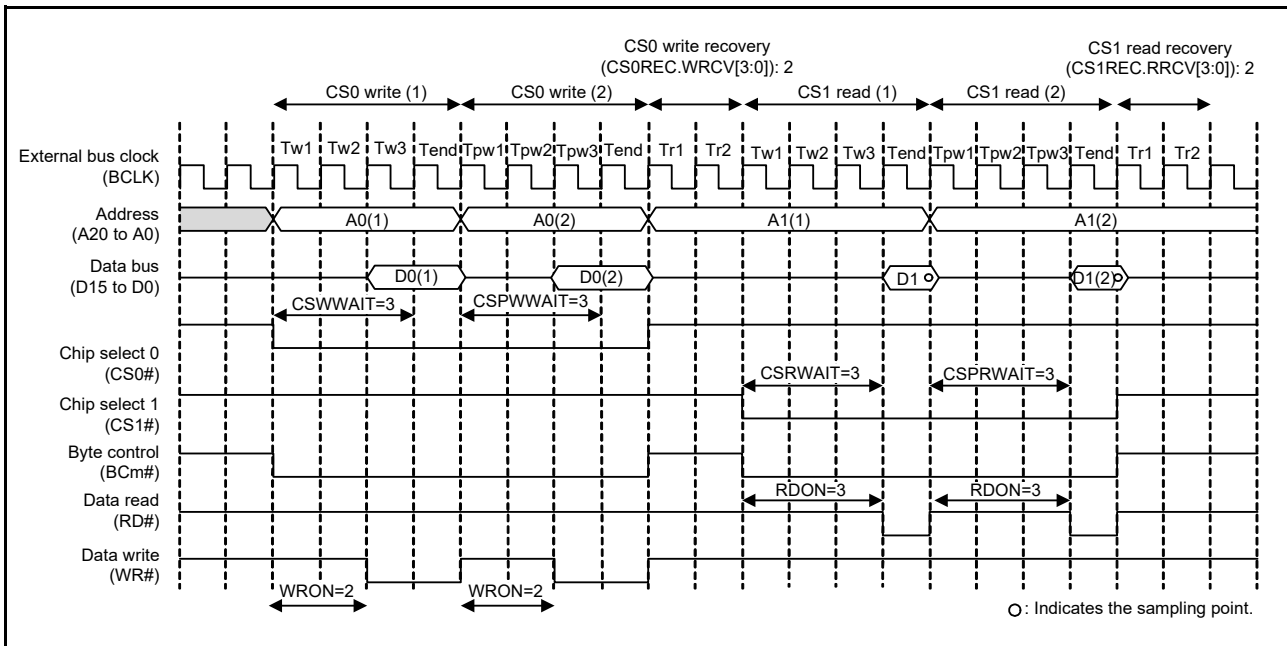 CS0 write recovery
(CS0REC.WRCV[3:0]): 2
CS1 read recovery
(CS1REC.RRCV[3:0]): 2
CS0 write (1)
CS0 write (2)
CS1 read (1)
CS1 read (2)
External bus clock
(BCLK)
Tw1 Tw2 Tw3 Tend Tpw1 Tpw2 Tpw3 Tend Tr1 Tr2 Tw1 Tw2 Tw3 Tend Tpw1 Tpw2 Tpw3 Tend Tr1 Tr2
Address
(A20 to A0)
A0(1) A0(2) A1(1) A1(2)
Data bus
(D15 to D0)
D0(1) D0(2) D1 D1(2)
CSWWAIT=3 CSPWWAIT=3
Chip select 0
(CS0#)
CSRWAIT=3 CSPRWAIT=3
Chip select 1
(CS1#)
Byte control
(BCm#)
RDON=3 RDON=3
Data read
(RD#)
Data write
(WR#)
WRON=2 WRON=2
: Indicates the sampling point.